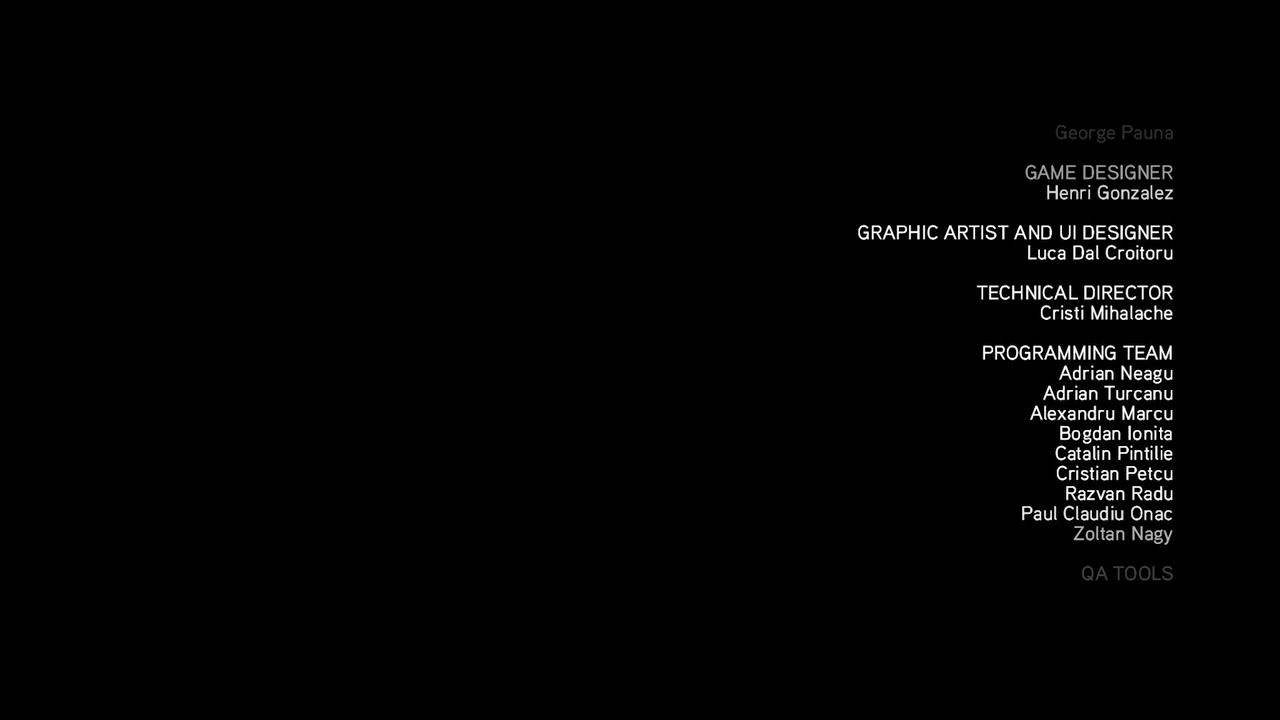 George Pauna
GAME DESIGNER
Henri Gonzalez
GRAPHIC ARTIST AND UI DESIGNER
Luca Dal Croitoru
TECHNICAL DIRECTOR
Cristi Mihalache
PROGRAMMING TEAM
Adrian Neagu
Adrian Turcanu
Alexandru Marcu
Bogdan Ionita
Catalin Pintilie
Cristian Petcu
Razvan Radu
Paul Claudiu Onac
Zoltan Nagy
QA TOOLS